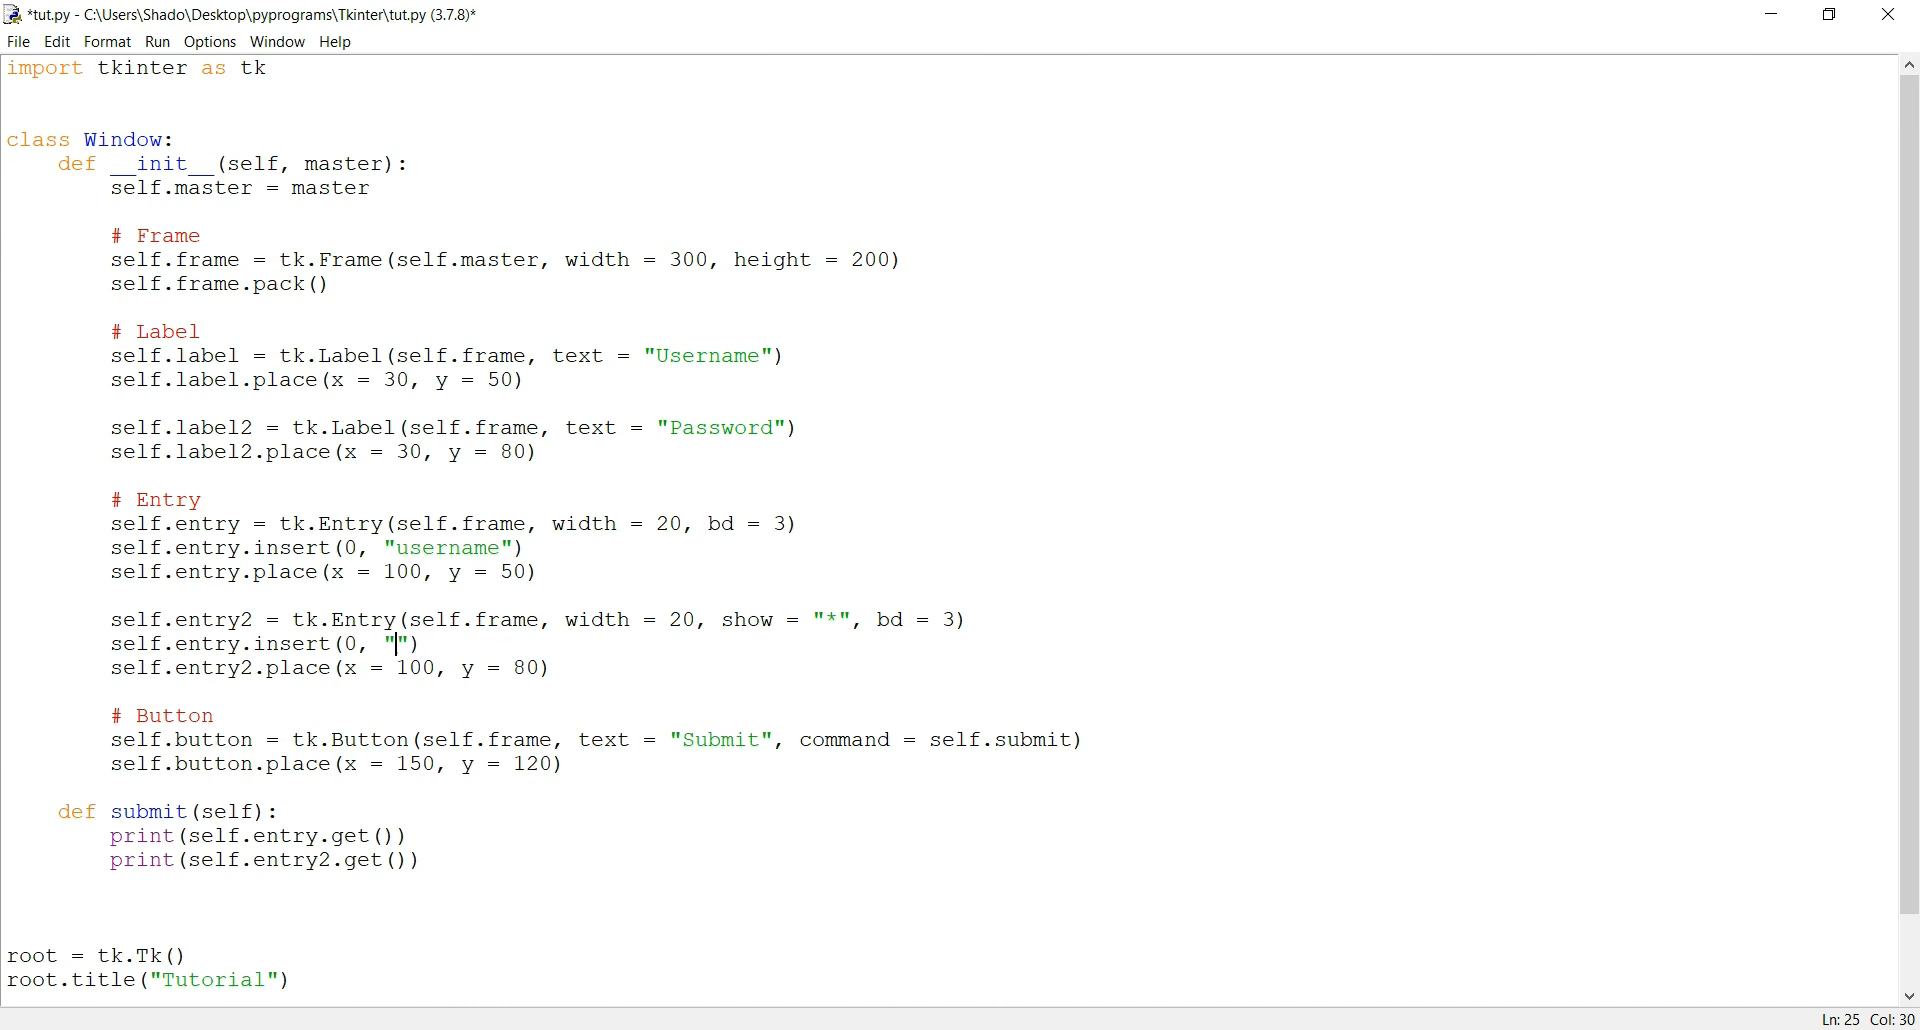 *tut.py - C:\Users\Shado\Desktop\pyprograms\Tkinter\tut.py (3.7.8)*
File Edit Format Run Options Window Help
import tkinter as tk
class Window:
    def __init__(self, master):
        self.master = master
        # Frame
        self.frame = tk.Frame(self.master, width = 300, height = 200)
        self.frame.pack()
        # Label
        self.label = tk.Label(self.frame, text = "Username")
        self.label.place(x = 30, y = 50)
        self.label2 = tk.Label(self.frame, text = "Password")
        self.label2.place(x = 30, y = 80)
        # Entry
        self.entry = tk.Entry(self.frame, width = 20, bd = 3)
        self.entry.insert(0, "username")
        self.entry.place(x = 100, y = 50)
        self.entry2 = tk.Entry(self.frame, width = 20, show = "*", bd = 3)
        self.entry.insert(0, "")
        self.entry2.place(x = 100, y = 80)
        # Button
        self.button = tk.Button(self.frame, text = "Submit", command = self.submit)
        self.button.place(x = 150, y = 120)
    def submit(self):
        print(self.entry.get())
        print(self.entry2.get())
root = tk.Tk()
root.title("Tutorial")
Ln: 25 Col: 30